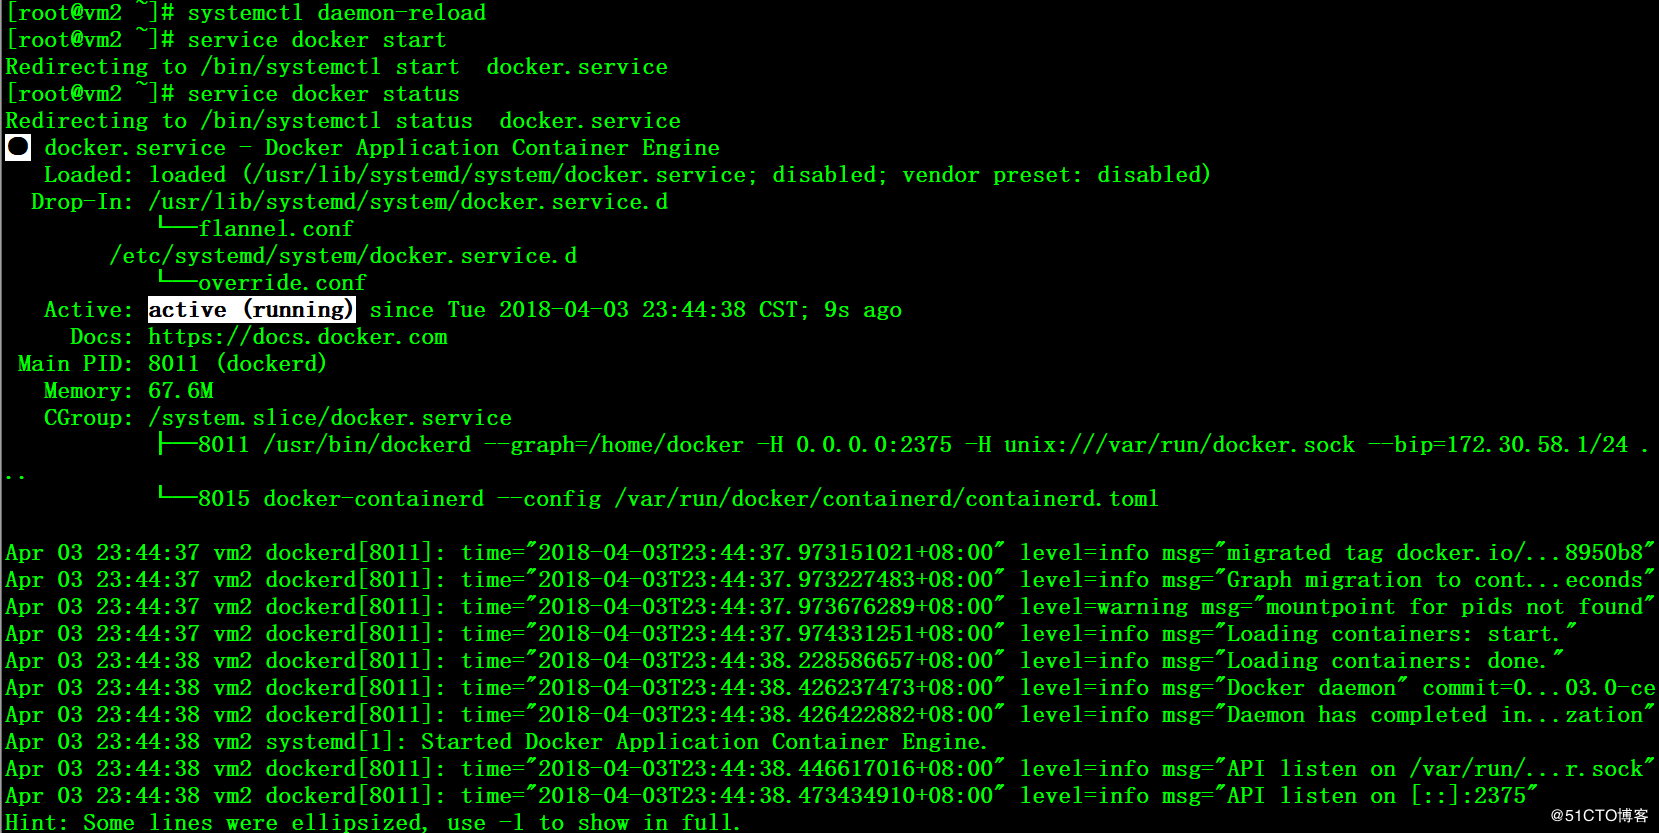 [root@vm2 ~]# systemctl daemon-reload
[root@vm2 ~]# service docker start
Redirecting to /bin/systemctl start  docker.service
[root@vm2 ~]# service docker status
Redirecting to /bin/systemctl status  docker.service
● docker.service - Docker Application Container Engine
   Loaded: loaded (/usr/lib/systemd/system/docker.service; disabled; vendor preset: disabled)
  Drop-In: /usr/lib/systemd/system/docker.service.d
           └──flannel.conf
        /etc/systemd/system/docker.service.d
           └──override.conf
   Active: active (running) since Tue 2018-04-03 23:44:38 CST; 9s ago
     Docs: https://docs.docker.com
 Main PID: 8011 (dockerd)
   Memory: 67.6M
   CGroup: /system.slice/docker.service
           ├──8011 /usr/bin/dockerd --graph=/home/docker -H 0.0.0.0:2375 -H unix:///var/run/docker.sock --bip=172.30.58.1/24 .
..
           └──8015 docker-containerd --config /var/run/docker/containerd/containerd.toml

Apr 03 23:44:37 vm2 dockerd[8011]: time="2018-04-03T23:44:37.973151021+08:00" level=info msg="migrated tag docker.io/...8950b8"
Apr 03 23:44:37 vm2 dockerd[8011]: time="2018-04-03T23:44:37.973227483+08:00" level=info msg="Graph migration to cont...econds"
Apr 03 23:44:37 vm2 dockerd[8011]: time="2018-04-03T23:44:37.973676289+08:00" level=warning msg="mountpoint for pids not found"
Apr 03 23:44:37 vm2 dockerd[8011]: time="2018-04-03T23:44:37.974331251+08:00" level=info msg="Loading containers: start."
Apr 03 23:44:38 vm2 dockerd[8011]: time="2018-04-03T23:44:38.228586657+08:00" level=info msg="Loading containers: done."
Apr 03 23:44:38 vm2 dockerd[8011]: time="2018-04-03T23:44:38.426237473+08:00" level=info msg="Docker daemon" commit=0...03.0-ce
Apr 03 23:44:38 vm2 dockerd[8011]: time="2018-04-03T23:44:38.426422882+08:00" level=info msg="Daemon has completed in...zation"
Apr 03 23:44:38 vm2 systemd[1]: Started Docker Application Container Engine.
Apr 03 23:44:38 vm2 dockerd[8011]: time="2018-04-03T23:44:38.446617016+08:00" level=info msg="API listen on /var/run/...r.sock"
Apr 03 23:44:38 vm2 dockerd[8011]: time="2018-04-03T23:44:38.473434910+08:00" level=info msg="API listen on [::]:2375"
Hint: Some lines were ellipsized, use -l to show in full.
@51CTO博客